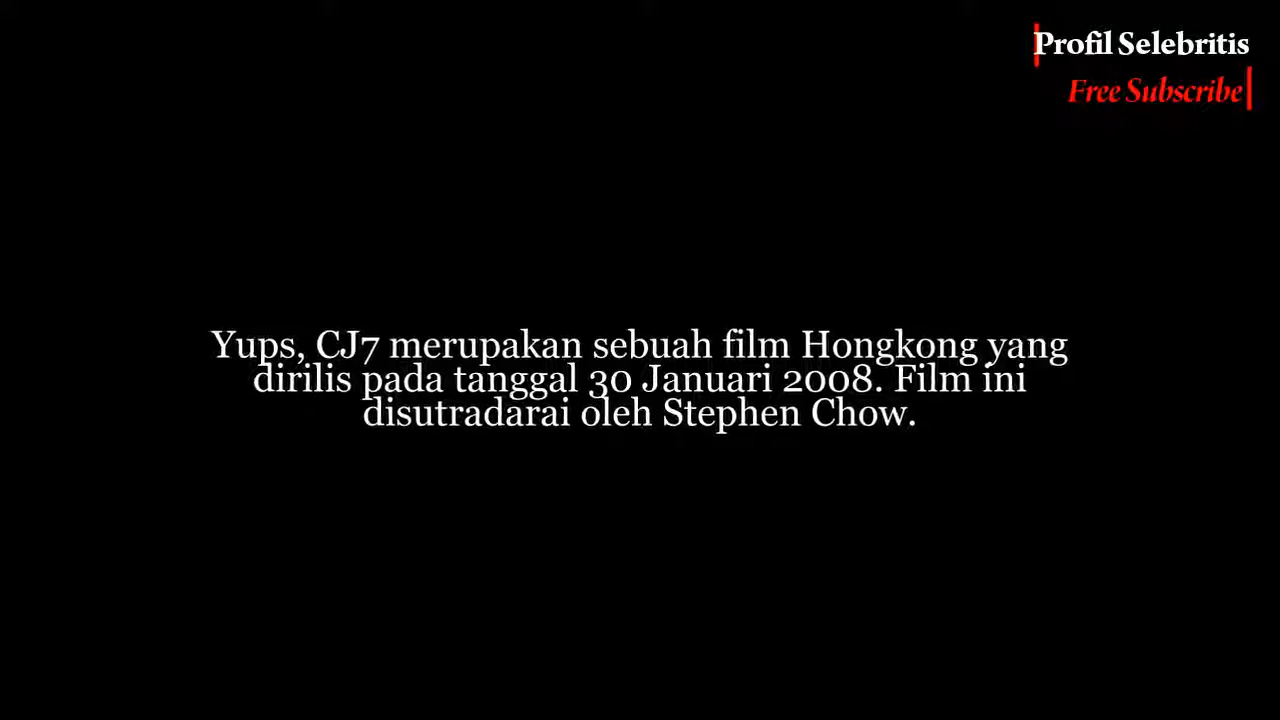 Profil Selebritis
Free Subscribe
Yups, CJ7 merupakan sebuah film Hongkong yang
dirilis pada tanggal 30 Januari 2008. Film ini
disutradarai oleh Stephen Chow.